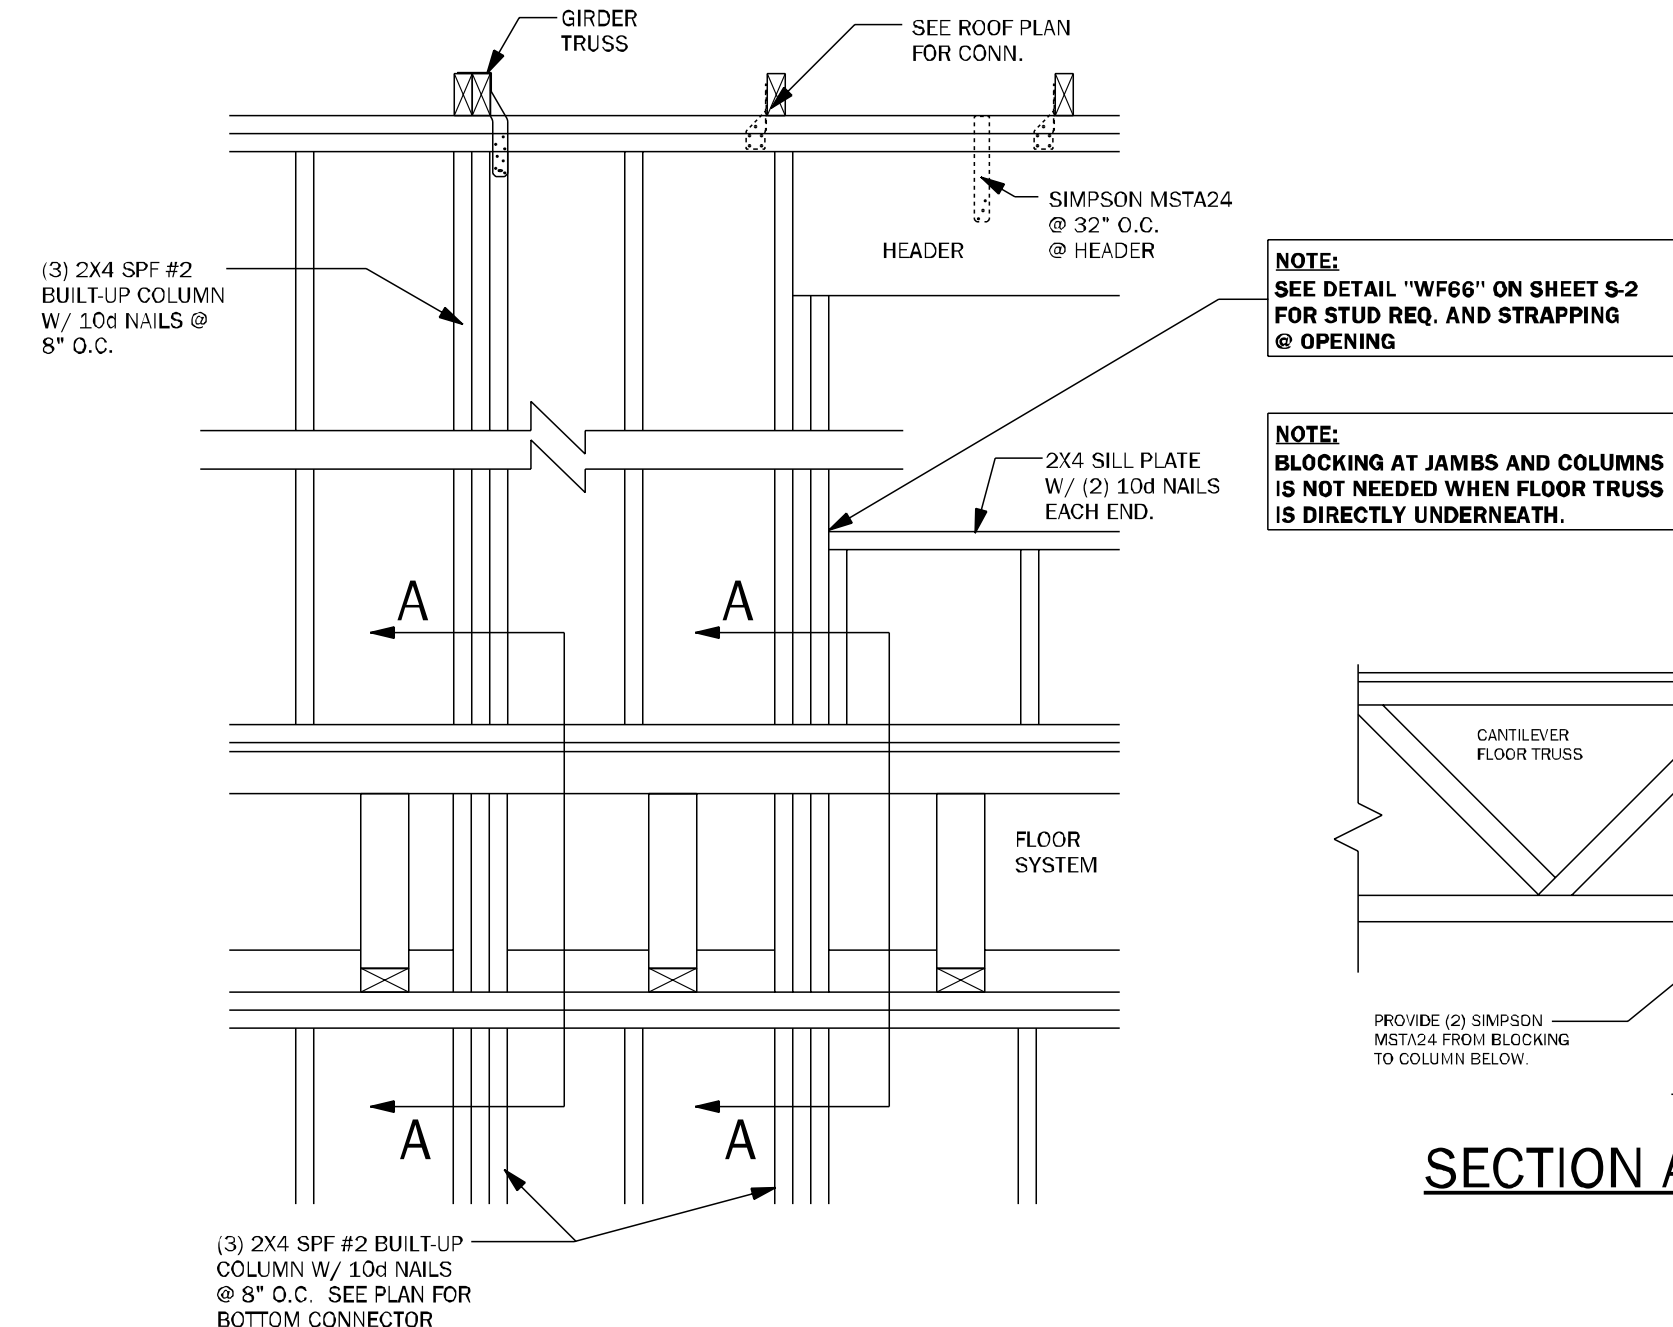 GIRDER
TRUSS
SEE ROOF PLAN
FOR CONN.
SIMPSON MSTA24
@ 32" O.C.
@ HEADER
HEADER
(3) 2X4 SPF #2
BUILT-UP COLUMN
W/ 10d NAILS @
8" O.C.
NOTE:
SEE DETAIL "WF66" ON SHEET S-2
FOR STUD REQ. AND STRAPPING
@ OPENING
NOTE:
BLOCKING AT JAMBS AND COLUMNS
IS NOT NEEDED WHEN FLOOR TRUSS
IS DIRECTLY UNDERNEATH.
2X4 SILL PLATE
W/ (2) 10d NAILS
EACH END.
A
A
CANTILEVER
FLOOR TRUSS
FLOOR
SYSTEM
PROVIDE (2) SIMPSON
MSTA24 FROM BLOCKING
TO COLUMN BELOW.
A
A
SECTION A
(3) 2X4 SPF #2 BUILT-UP
COLUMN W/ 10d NAILS
@ 8" O.C. SEE PLAN FOR
BOTTOM CONNECTOR